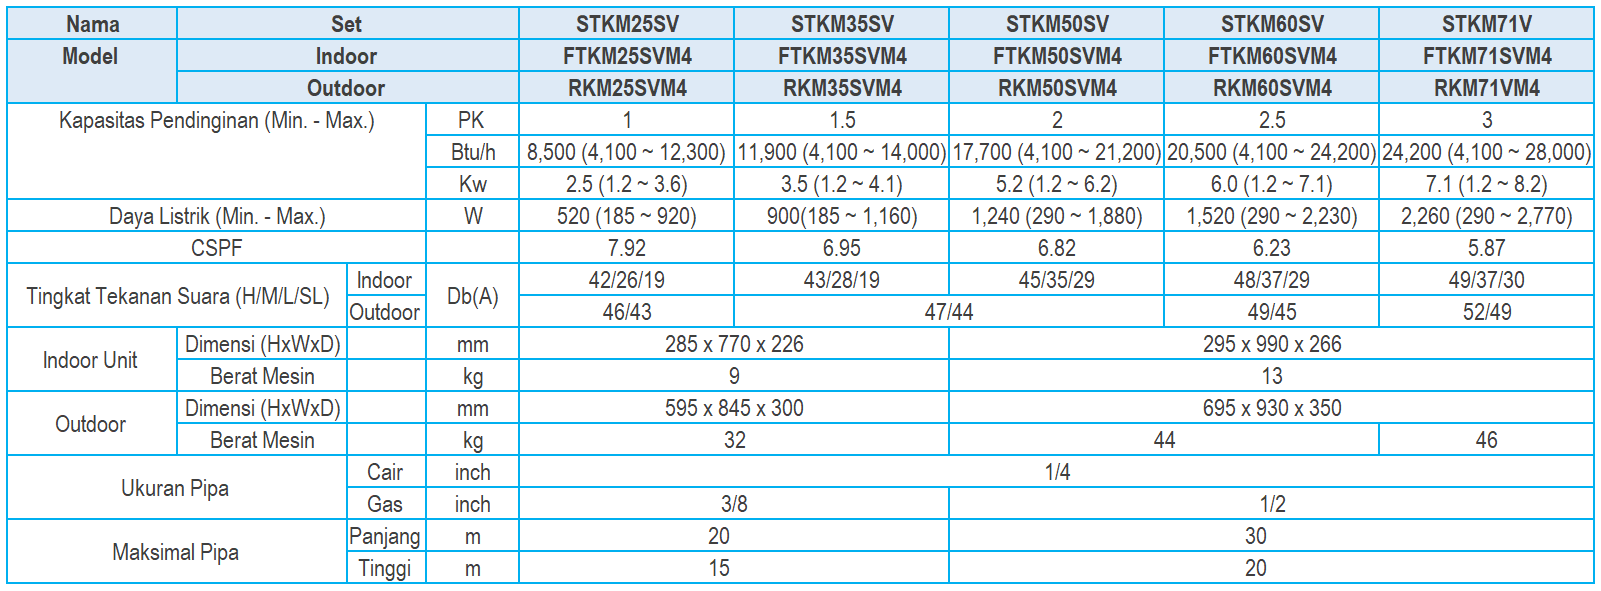 Nama Set STKM25SV STKM35SV STKM50SV STKM60SV STKM71V
Model Indoor FTKM25SVM4 FTKM35SVM4 FTKM50SVM4 FTKM60SVM4 FTKM71SVM4
Outdoor RKM25SVM4 RKM35SVM4 RKM50SVM4 RKM60SVM4 RKM71VM4
Kapasitas Pendinginan (Min. - Max.) PK 1 1.5 2 2.5 3
Btu/h 8,500 (4,100 ~ 12,300) 11,900 (4,100 ~ 14,000) 17,700 (4,100 ~ 21,200) 20,500 (4,100 ~ 24,200) 24,200 (4,100 ~ 28,000)
Kw 2.5 (1.2 ~ 3.6) 3.5 (1.2 ~ 4.1) 5.2 (1.2 ~ 6.2) 6.0 (1.2 ~ 7.1) 7.1 (1.2 ~ 8.2)
Daya Listrik (Min. - Max.) W 520 (185 ~ 920) 900(185 ~ 1,160) 1,240 (290 ~ 1,880) 1,520 (290 ~ 2,230) 2,260 (290 ~ 2,770)
CSPF 7.92 6.95 6.82 6.23 5.87
Tingkat Tekanan Suara (H/M/L/SL) Indoor Db(A) 42/26/19 43/28/19 45/35/29 48/37/29 49/37/30
Outdoor 46/43 47/44 49/45 52/49
Indoor Unit Dimensi (HxWxD) mm 285 x 770 x 226 295 x 990 x 266
Berat Mesin kg 9 13
Outdoor Dimensi (HxWxD) mm 595 x 845 x 300 695 x 930 x 350
Berat Mesin kg 32 44 46
Ukuran Pipa Cair inch 1/4
Gas inch 3/8 1/2
Maksimal Pipa Panjang m 20 30
Tinggi m 15 20